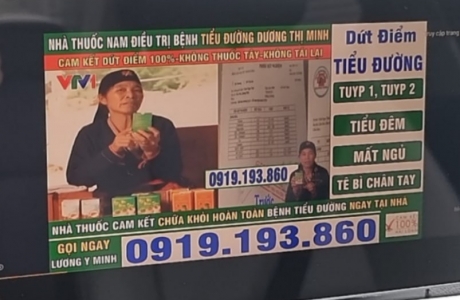 NHÀ THUỐC NAM ĐIỀU TRỊ BỆNH TIỂU ĐƯỜNG DƯƠNG THỊ MINH
CAM KẾT DỨT ĐIỂM 100%-KHÔNG THUỐC TÂY-KHÔNG TÁI LẠI
VTV1
Dứt Điểm
TIỂU ĐƯỜNG
TUYP 1, TUYP 2
TIỂU ĐÊM
MẤT NGỦ
TÊ BÌ CHÂN TAY
0919.193.860
Trước
NHÀ THUỐC CAM KẾT CHỮA KHỎI HOÀN TOÀN BỆNH TIỂU ĐƯỜNG NGAY TẠI NHÀ
GỌI NGAY
LƯƠNG Y MINH
0919.193.860
100%